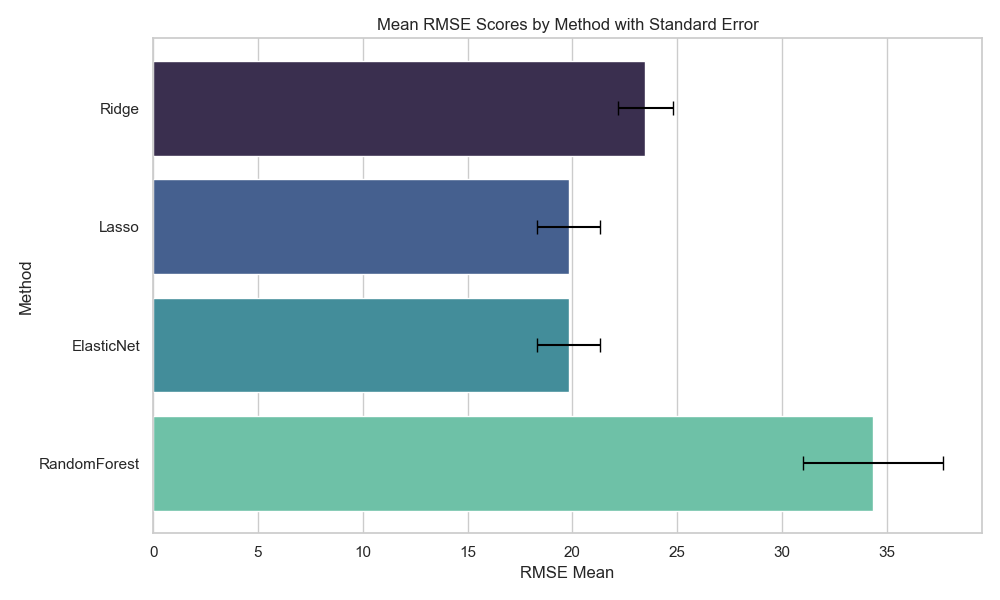 Mean RMSE Scores by Method with Standard Error
Method
Ridge
Lasso
ElasticNet
RandomForest
0 5 10 15 20 25 30 35
RMSE Mean